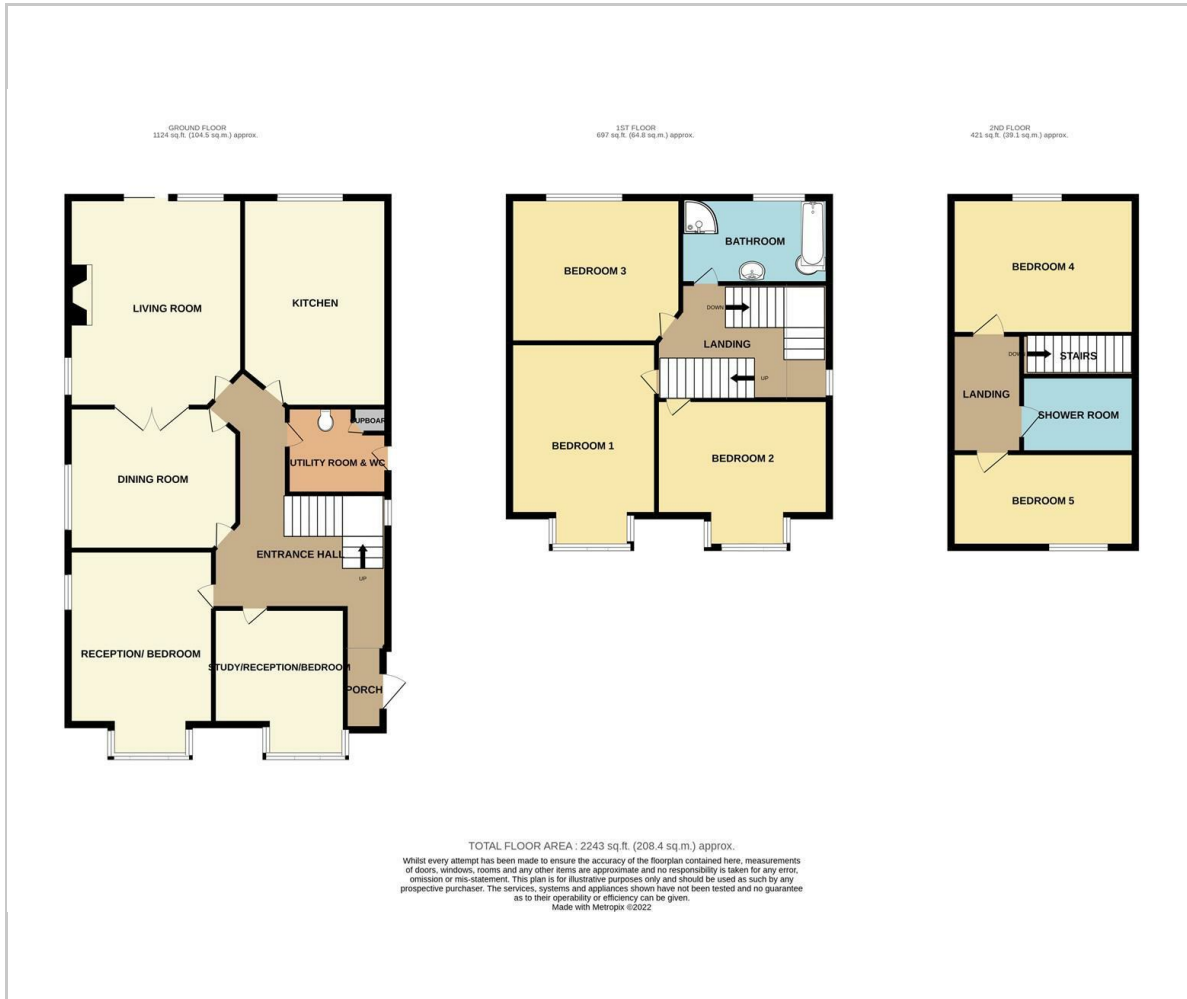 GROUND FLOOR
1124 sq.ft. (104.5 sq.m.) approx.
LIVING ROOM
KITCHEN
DINING ROOM
UPBOAR
UTILITY ROOM & WC
ENTRANCE HALL
UP
RECEPTION/ BEDROOM
STUDY/RECEPTION/BEDROOM
PORCH
1ST FLOOR
697 sq.ft. (64.8 sq.m.) approx.
BEDROOM 3
BATHROOM
DOWN
LANDING
UP
BEDROOM 1
BEDROOM 2
2ND FLOOR
421 sq.ft. (39.1 sq.m.) approx.
BEDROOM 4
DOWN
STAIRS
LANDING
SHOWER ROOM
BEDROOM 5
TOTAL FLOOR AREA : 2243 sq.ft. (208.4 sq.m.) approx.
Whilst every attempt has been made to ensure the accuracy of the floorplan contained here, measurements
of doors, windows, rooms and any other items are approximate and no responsibility is taken for any error,
omission or mis-statement. This plan is for illustrative purposes only and should be used as such by any
prospective purchaser. The services, systems and appliances shown have not been tested and no guarantee
as to their operability or efficiency can be given.
Made with Metropix ©2022